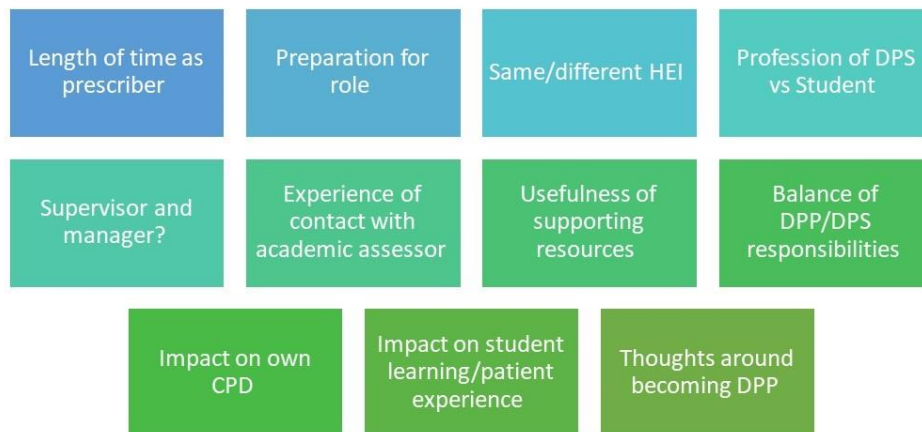 Length of time as
prescriber
Preparation for
role
Same/different HEI
Profession of DPS
vs Student
Supervisor and
manager?
Experience of
contact with
academic assessor
Usefulness of
supporting
resources
Balance of
DPP/DPS
responsibilities
Impact on own
CPD
Impact on student
learning/patient
experience
Thoughts around
becoming DPP